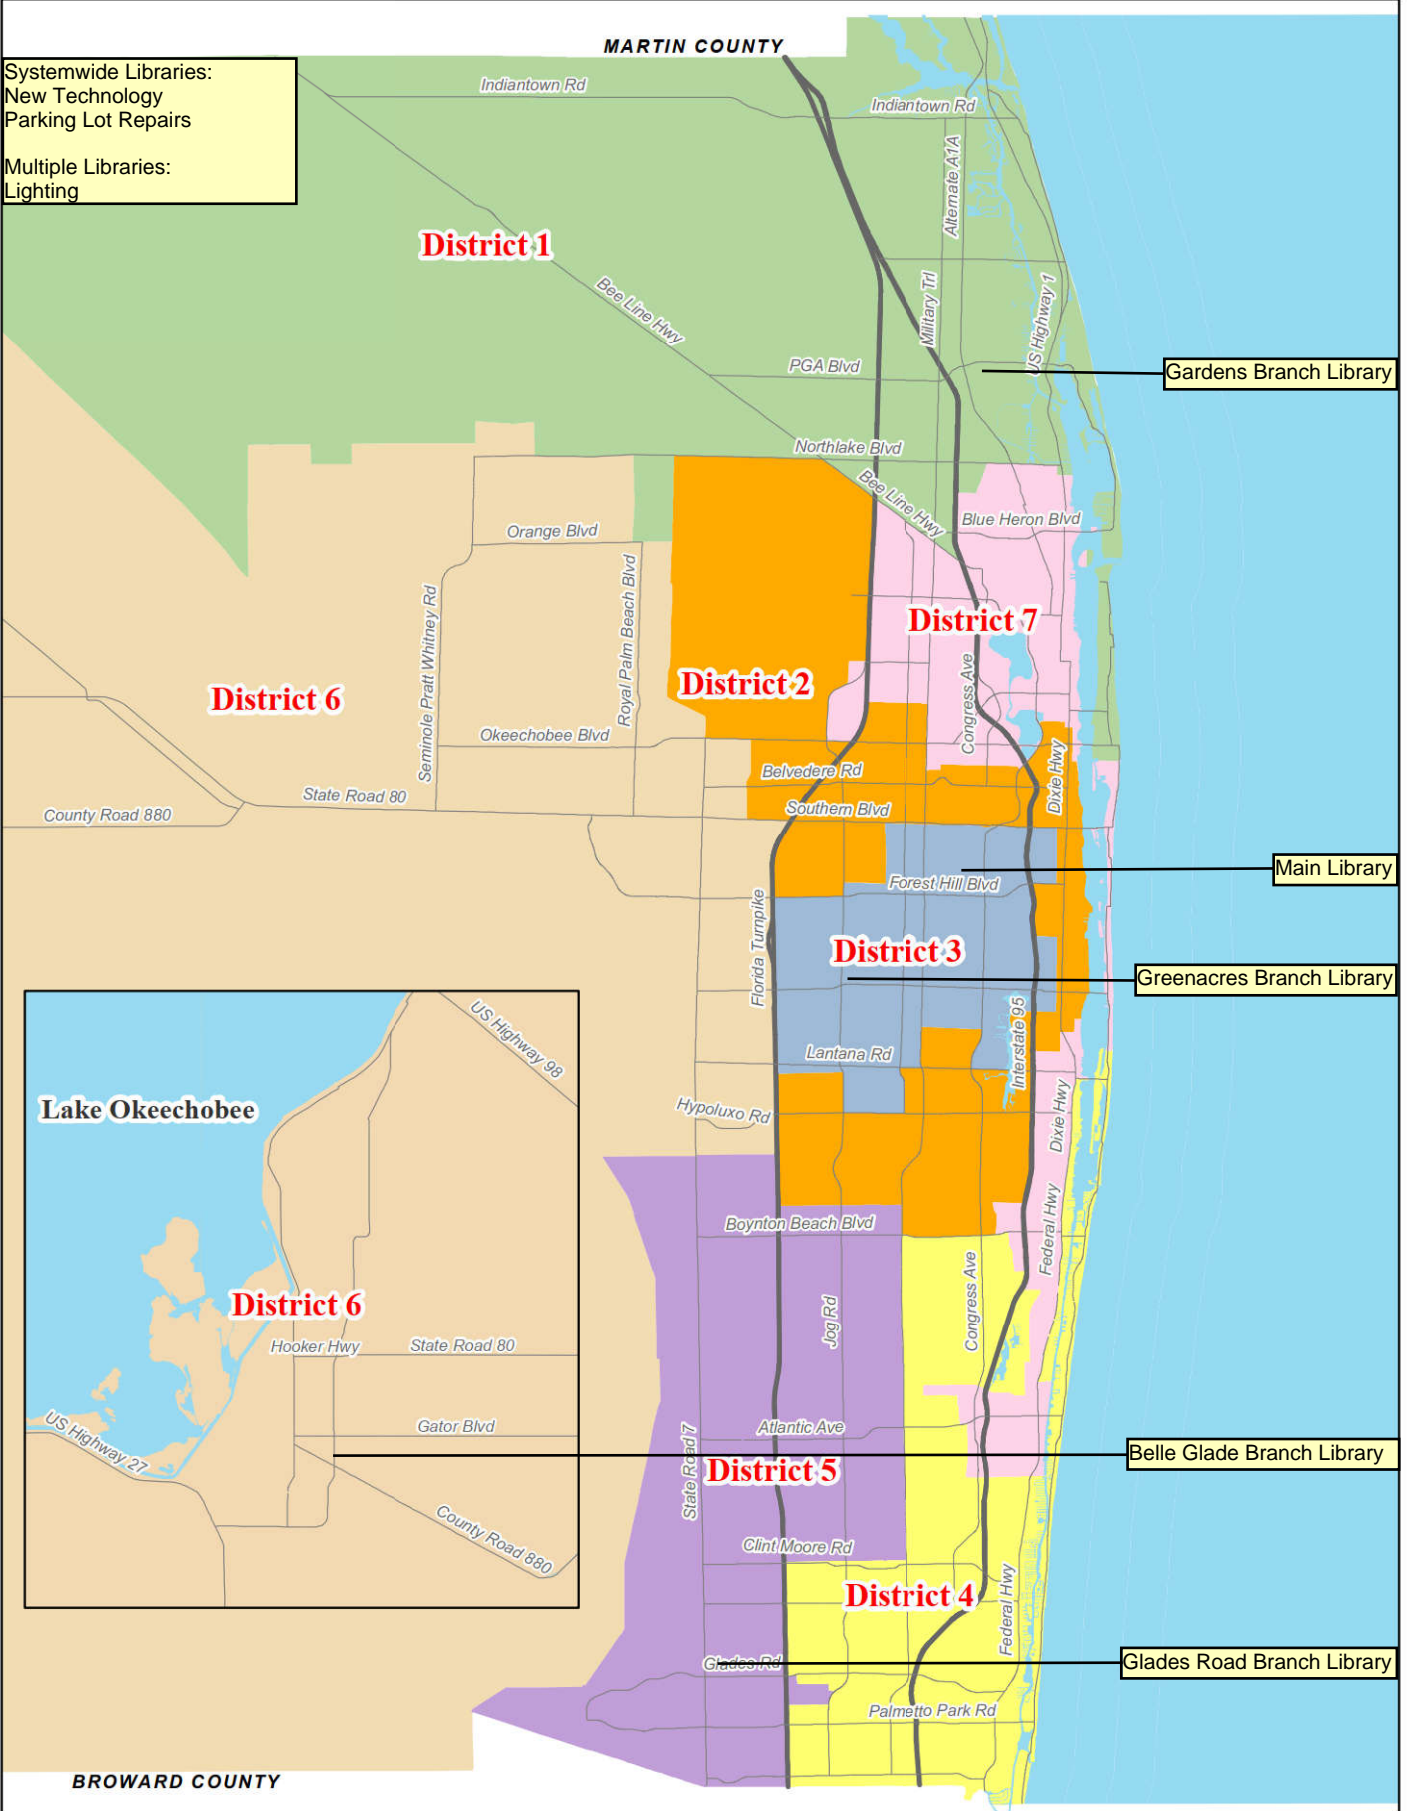 MARTIN COUNTY
Systemwide Libraries:
New Technology
Parking Lot Repairs
Multiple Libraries:
Lighting
Indiantown Rd
Indiantown Rd
Alternate A1A
District 1
Bee Line Hwy
Military Trl
US Highway 1
PGA Blvd
Gardens Branch Library
Northlake Blvd
Bee Line Hwy
Blue Heron Blvd
Orange Blvd
Seminole Pratt Whitney Rd
Royal Palm Beach Blvd
District 7
District 6
District 2
Congress Ave
Okeechobee Blvd
Belvedere Rd
Dixie Hwy
State Road 80
Southern Blvd
County Road 880
Main Library
Forest Hill Blvd
Florida Turnpike
District 3
Greenacres Branch Library
Interstate 95
US Highway 98
Lantana Rd
Lake Okeechobee
Hypoluxo Rd
Dixie Hwy
Boynton Beach Blvd
Federal Hwy
Congress Ave
Jog Rd
District 6
Hooker Hwy
State Road 80
Gator Blvd
US Highway 27
Atlantic Ave
State Road 7
District 5
Belle Glade Branch Library
County Road 880
Clint Moore Rd
District 4
Federal Hwy
Glades Rd
Glades Road Branch Library
Palmetto Park Rd
BROWARD COUNTY